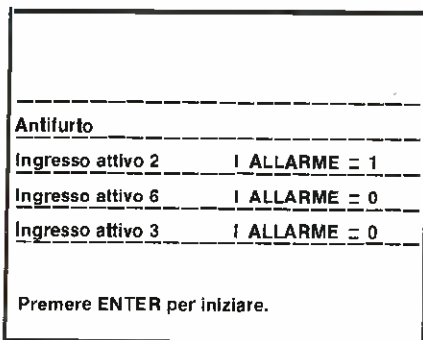 Antifurto
Ingresso attivo 2 I ALLARME = 1
Ingresso attivo 6 I ALLARME = 0
Ingresso attivo 3 I ALLARME = 0
Premere ENTER per iniziare.